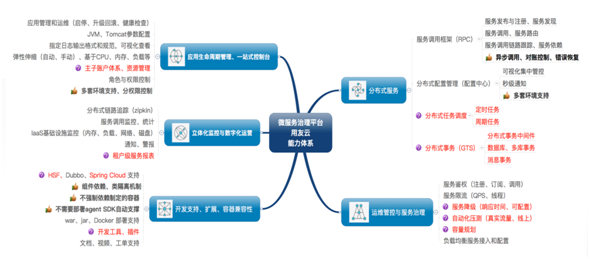 应用管理和运维（启停、升级回滚、健康检查）
JVM、Tomcat参数配置
指定日志输出格式和规范，可视化查看
弹性伸缩（自动、手动）、基于CPU、内存、负载等
主子账户体系、资源管理
角色与权限控制
多套环境支持、分权限控制
应用生命周期管理，一站式控制台
分布式链路追踪（zipkin）
服务调用监控、统计
IaaS基础设施监控（内存、负载、网络、磁盘）
通知、警报
租户级服务报表
立体化监控与数字化运营
HSF、Dubbo、Spring Cloud 支持
组件依赖、类隔离机制
不强制依赖制定的容器
不需要部署agent SDK自动支撑
war、jar、Docker 部署支持
开发工具、插件
文档、视频、工单支持
开发支持、扩展、容器兼容性
微服务治理平台
用友云
能力体系
分布式服务
服务调用框架（RPC）
服务发布与注册、服务发现
服务调用、服务路由
服务调用链路跟踪、服务依赖
异步调用、对账控制、错误恢复
分布式配置管理（配置中心）
可视化集中管控
秒级通知
多套环境支持
分布式任务调度
定时任务
周期任务
分布式事务（GTS）
分布式事务中间件
数据库、多库事务
消息事务
运维管控与服务治理
服务鉴权（注册、订阅、调用）
服务限流（QPS、线程）
服务降级（响应时间、可配置）
自动化压测（真实流量、线上）
容量规划
负载均衡服务接入和配置